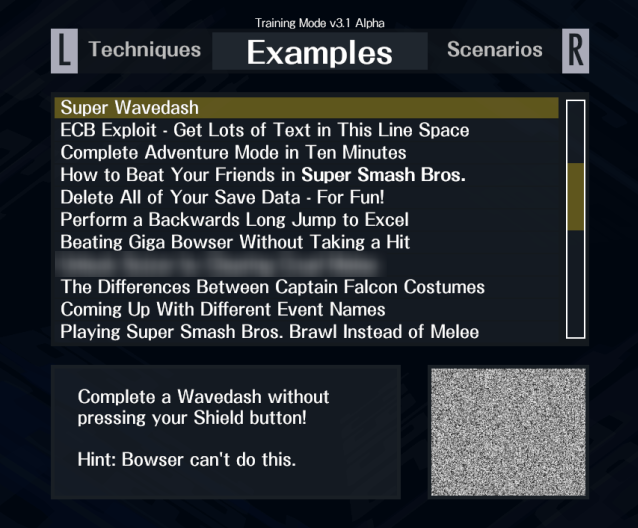 Training Mode v3.1 Alpha
L Techniques Examples Scenarios R
Super Wavedash
ECB Exploit - Get Lots of Text in This Line Space
Complete Adventure Mode in Ten Minutes
How to Beat Your Friends in Super Smash Bros.
Delete All of Your Save Data - For Fun!
Perform a Backwards Long Jump to Excel
Beating Giga Bowser Without Taking a Hit
The Differences Between Captain Falcon Costumes
Coming Up With Different Event Names
Playing Super Smash Bros. Brawl Instead of Melee
Complete a Wavedash without
pressing your Shield button!
Hint: Bowser can't do this.